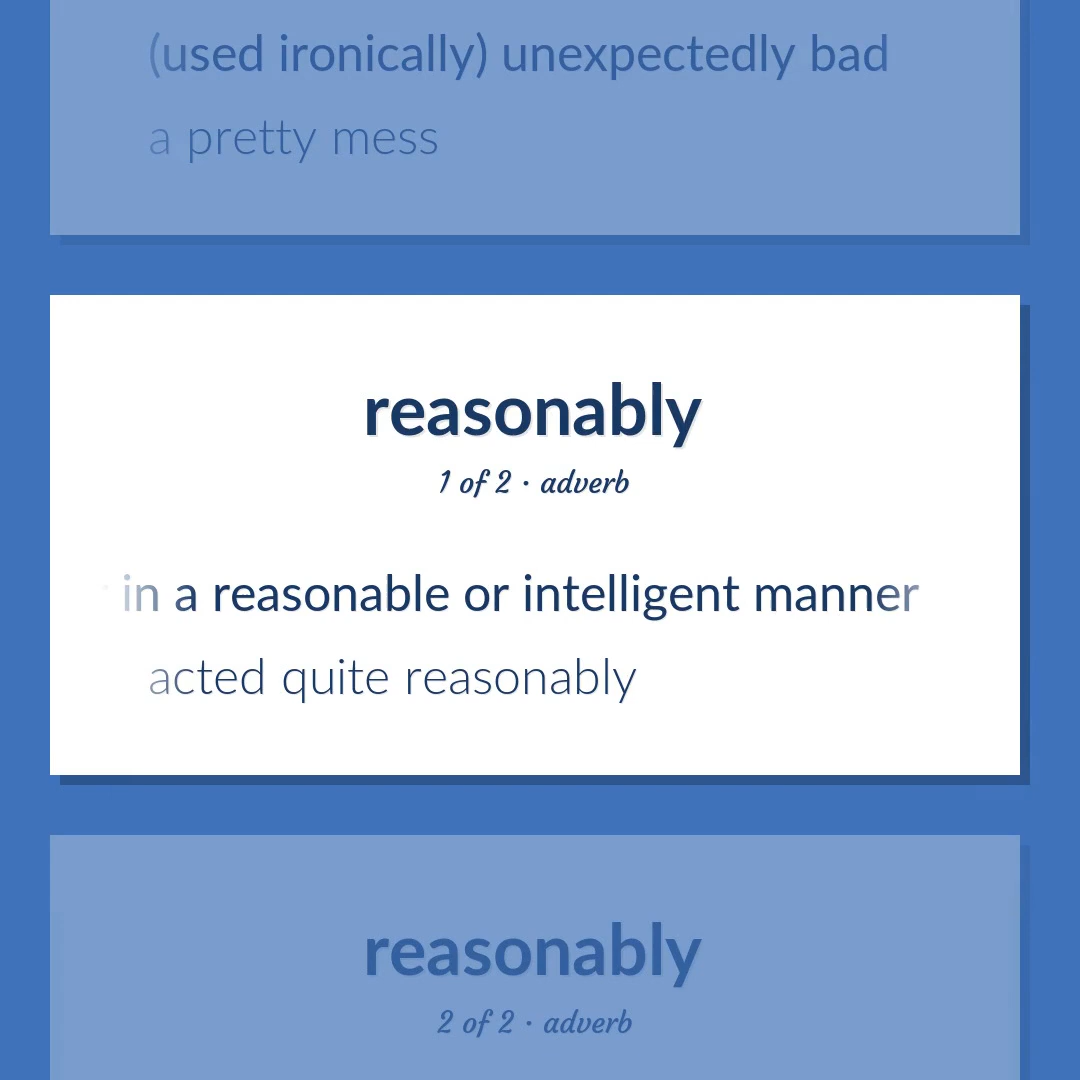 (used ironically) unexpectedly bad
a pretty mess
reasonably
1 of 2 · adverb
in a reasonable or intelligent manner
acted quite reasonably
reasonably
2 of 2 · adverb